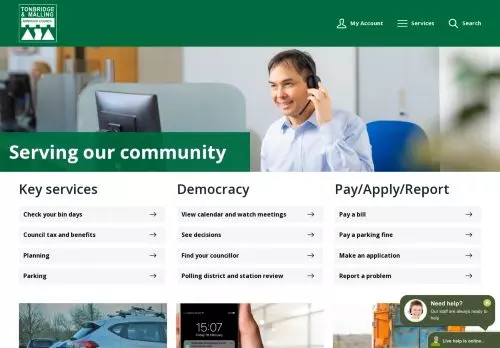 TONBRIDGE
& MALLING
BOROUGH COUNCIL
My Account
Services
Search
Serving our community
Key services
Check your bin days
Council tax and benefits
Planning
Parking
Democracy
View calendar and watch meetings
See decisions
Find your councillor
Polling district and station review
Pay/Apply/Report
Pay a bill
Pay a parking fine
Make an application
Report a problem
15:07
Need help?
Our staff are always ready to
help
Live help is online...